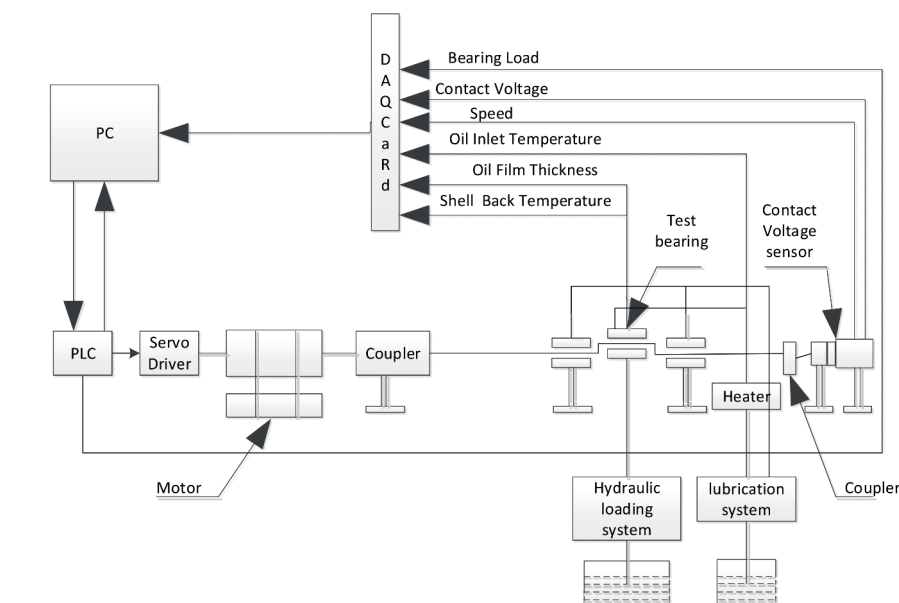 D
A
Q
C
a
R
d
Bearing Load
Contact Voltage
Speed
Oil Inlet Temperature
Oil Film Thickness
Shell Back Temperature
PC
Test
bearing
Contact
Voltage
sensor
PLC
Servo
Driver
Coupler
Heater
Motor
Hydraulic
loading
system
lubrication
system
Coupler